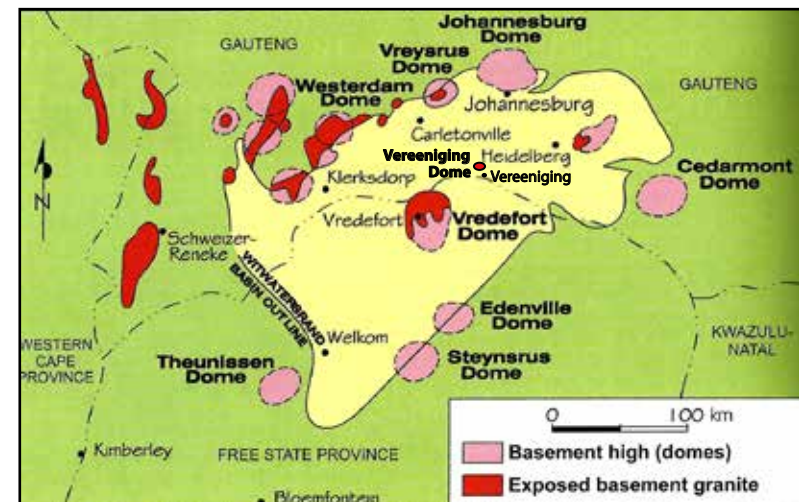 Johannesburg
Dome
GAUTENG
Vreysrus
Dome
Westerdam
Dome
GAUTENG
Johannesburg
Carletonville
Vereeniging
Dome
Heidelberg
Vereeniging
Klerksdorp
Cedarmont
Dome
N
Vredefort
Vredefort
Dome
Schweizer-
Reneke
WITWATERSRAND
BASIN OUTLINE
Edenville
Dome
WESTERN
CAPE
PROVINCE
Welkom
KWAZULU-
NATAL
Theunissen
Dome
Steynsrus
Dome
0 100 km
Kimberley
FREE STATE PROVINCE
Basement high (domes)
Exposed basement granite
Bloemfontein